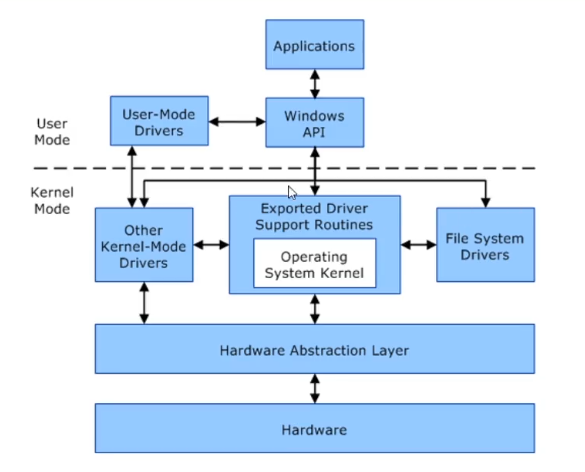 Applications
User-Mode
Drivers
Windows
API
User
Mode
Kernel
Mode
Other
Kernel-Mode
Drivers
Exported Driver
Support Routines
Operating
System Kernel
File System
Drivers
Hardware Abstraction Layer
Hardware